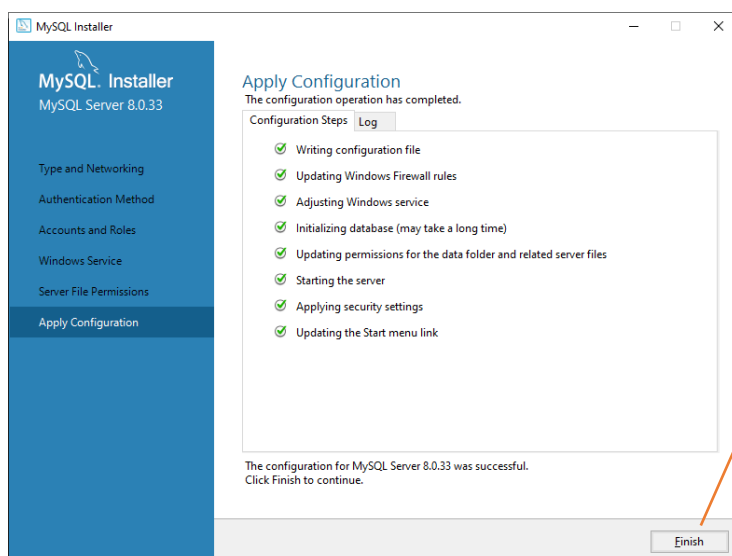 MySQL Installer
MySQL. Installer
MySQL Server 8.0.33
Type and Networking
Authentication Method
Accounts and Roles
Windows Service
Server File Permissions
Apply Configuration
Apply Configuration
The configuration operation has completed.
Configuration Steps Log
Writing configuration file
Updating Windows Firewall rules
Adjusting Windows service
Initializing database (may take a long time)
Updating permissions for the data folder and related server files
Starting the server
Applying security settings
Updating the Start menu link
The configuration for MySQL Server 8.0.33 was successful.
Click Finish to continue.
Finish